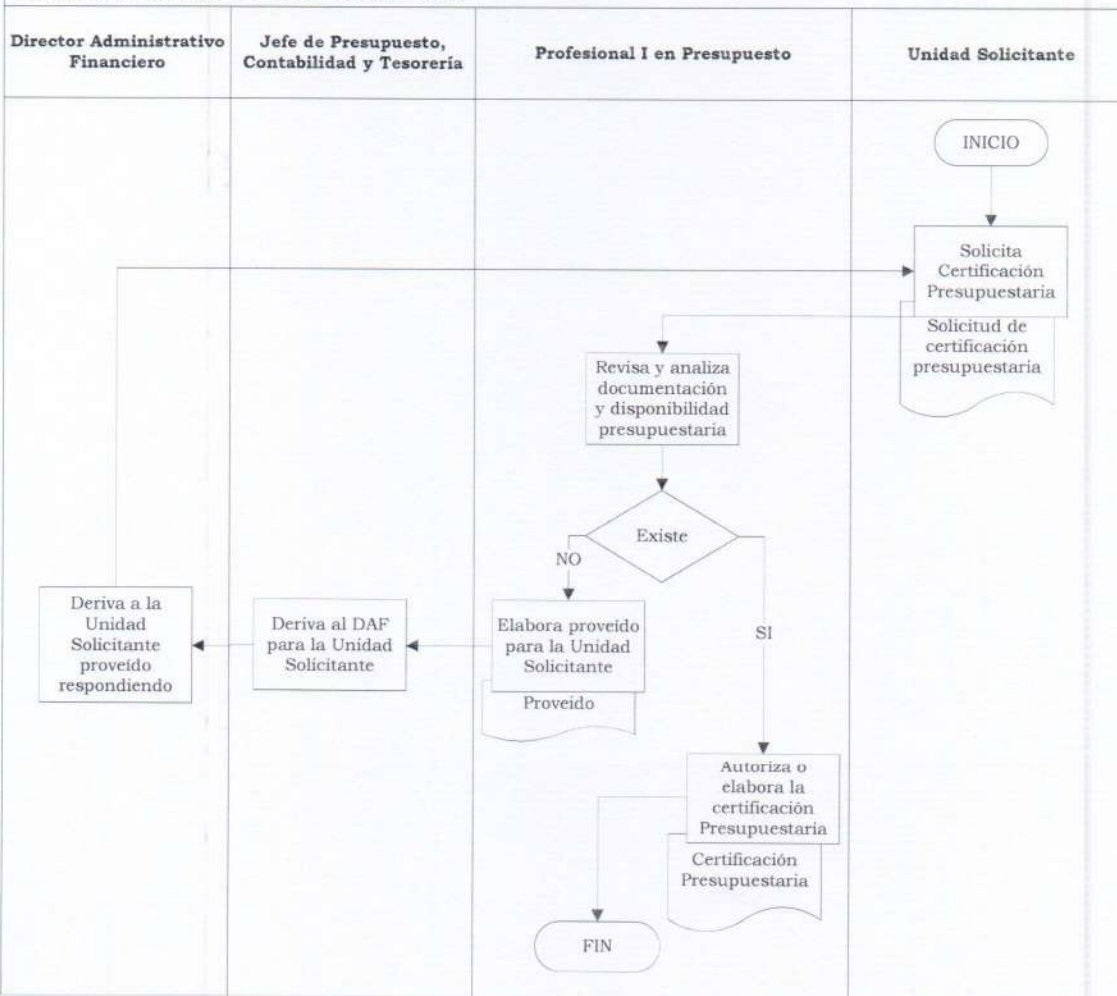 Director Administrativo
Financiero
Jefe de Presupuesto,
Contabilidad y Tesorería
Profesional I en Presupuesto
Unidad Solicitante
INICIO
Solicita
Certificación
Presupuestaria
Solicitud de
certificación
presupuestaria
Revisa y analiza
documentación
y disponibilidad
presupuestaria
Existe
NO
SI
Deriva a la
Unidad
Solicitante
proveído
respondiendo
Deriva al DAF
para la Unidad
Solicitante
Elabora proveído
para la Unidad
Solicitante
Proveido
Autoriza o
elabora la
certificación
Presupuestaria
Certificación
Presupuestaria
FIN